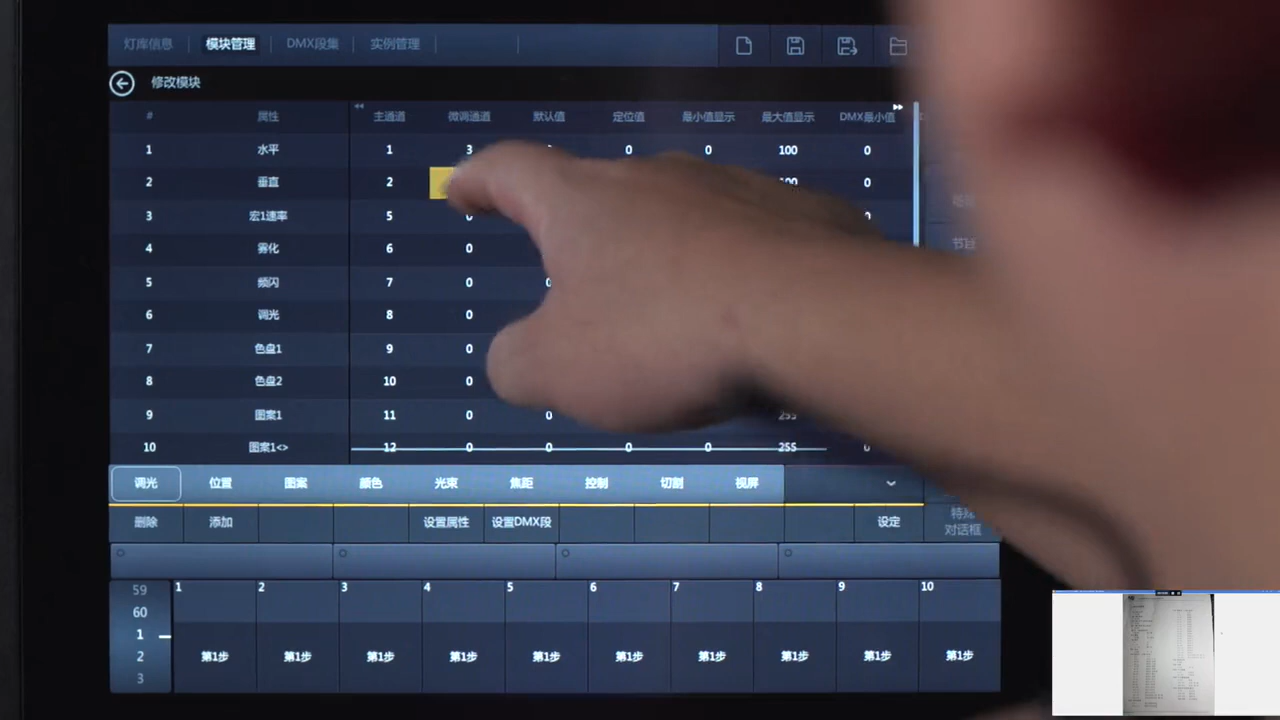 灯库信息 模块管理 DMX段集 实例管理
修改模块
# 属性 主通道 微调通道 默认值 定位值 最小值显示 最大值显示 DMX最小值
1 水平 1 3 0 0 100 0
2 垂直 2 0
3 宏1速率 5 0
4 雾化 6 0
5 频闪 7 0 0
6 调光 8 0
7 色盘1 9 0
8 色盘2 10 0
9 图案1 11 0 0 255
10 图案1<> 12 0 0 0 0 255 0
调光 位置 图案 颜色 光束 焦距 控制 切割 视屏
删除 添加 设置属性 设置DMX段 设定 对话框
59 1 2 3 4 5 6 7 8 9 10
60
1
2 第1步 第1步 第1步 第1步 第1步 第1步 第1步 第1步 第1步 第1步
3